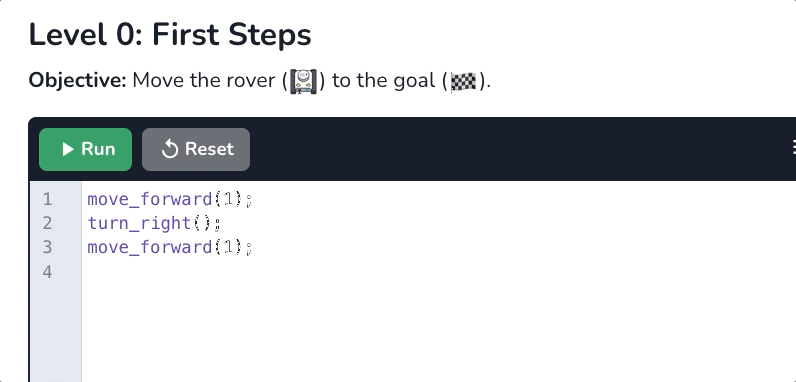 Level 0: First Steps
Objective: Move the rover ( ) to the goal ( ).
Run Reset
1 move_forward(1);
2 turn_right();
3 move_forward(1);
4